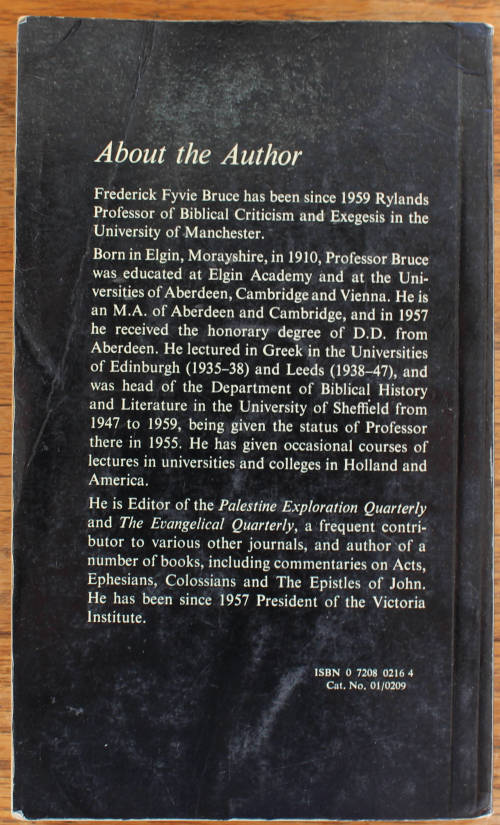 About the Author
Frederick Fyvie Bruce has been since 1959 Rylands
Professor of Biblical Criticism and Exegesis in the
University of Manchester.
Born in Elgin, Morayshire, in 1910, Professor Bruce
was educated at Elgin Academy and at the Uni-
versities of Aberdeen, Cambridge and Vienna. He is
an M.A. of Aberdeen and Cambridge, and in 1957
he received the honorary degree of D.D. from
Aberdeen. He lectured in Greek in the Universities
of Edinburgh (1935–38) and Leeds (1938–47), and
was head of the Department of Biblical History
and Literature in the University of Sheffield from
1947 to 1959, being given the status of Professor
there in 1955. He has given occasional courses of
lectures in universities and colleges in Holland and
America.
He is Editor of the Palestine Exploration Quarterly
and The Evangelical Quarterly, a frequent contri-
butor to various other journals, and author of a
number of books, including commentaries on Acts,
Ephesians, Colossians and The Epistles of John.
He has been since 1957 President of the Victoria
Institute.
ISBN 0 7208 0216 4
Cat. No. 01/0209